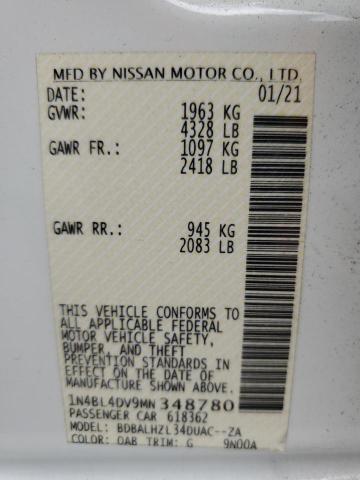 MFD BY NISSAN MOTOR CO., LTD.
DATE: 01/21
GVWR: 1963 KG
4328 LB
GAWR FR.: 1097 KG
2418 LB
GAWR RR.: 945 KG
2083 LB
THIS VEHICLE CONFORMS TO
ALL APPLICABLE FEDERAL
MOTOR VEHICLE SAFETY,
BUMPER, AND THEFT
PREVENTION STANDARDS IN
EFFECT ON THE DATE OF
MANUFACTURE SHOWN ABOVE.
1N4BL4DV9MN348780
PASSENGER CAR 618362
MODEL: BDBALHZL34DUAC--ZA
COLOR: QAB TRIM: G 9N00A